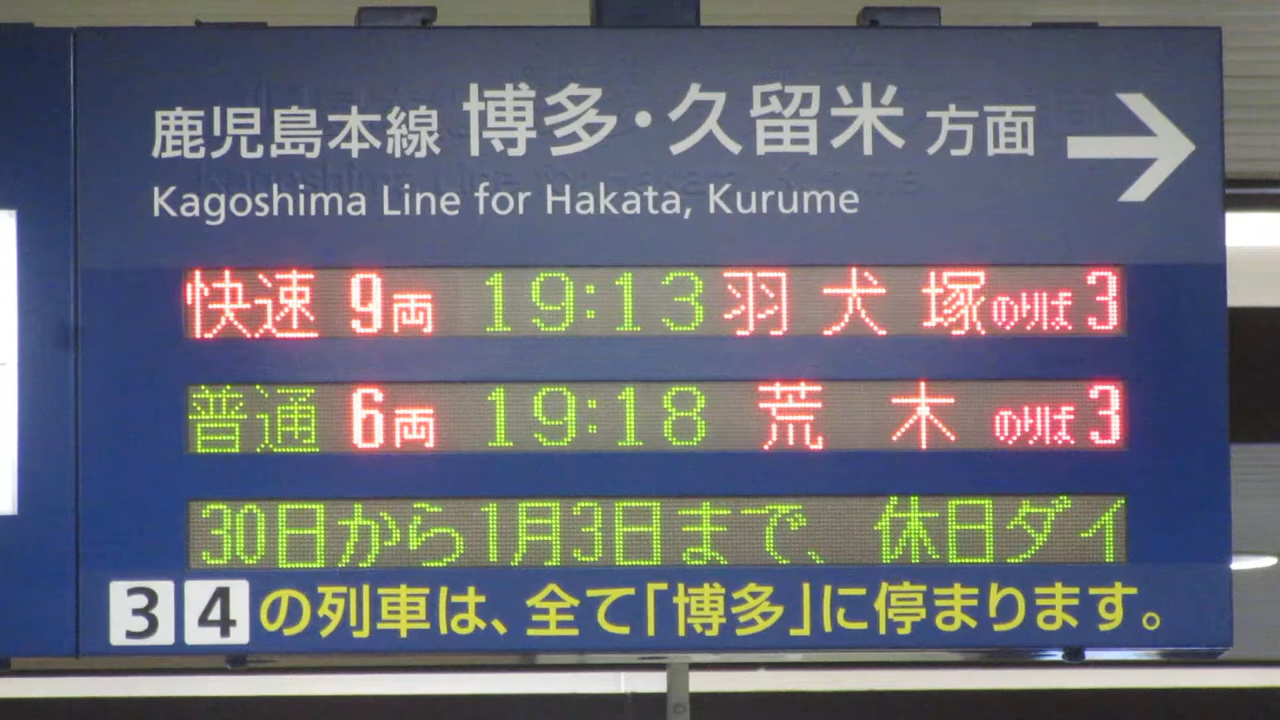 鹿児島本線 博多・久留米 方面 →
Kagoshima Line for Hakata, Kurume
快速 9両 19:13 羽犬塚 のりば 3
普通 6両 19:18 荒木 のりば 3
30日から1月3日まで、休日ダイ
3 4 の列車は、全て「博多」に停まります。